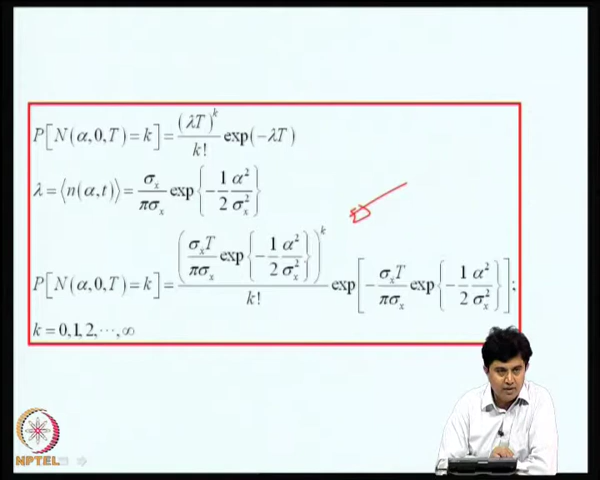 P[N(α,0,T)=k] = (λT)^k / k! exp(−λT)
λ = ⟨n(α,t)⟩ = σ_ẋ / πσ_x exp{−1/2 α²/σ_x²}
P[N(α,0,T)=k] = (σ_ẋT / πσ_x exp{−1/2 α²/σ_x²})^k / k! exp[−σ_ẋT / πσ_x exp{−1/2 α²/σ_x²}];
k = 0,1,2,⋯,∞
NPTEL